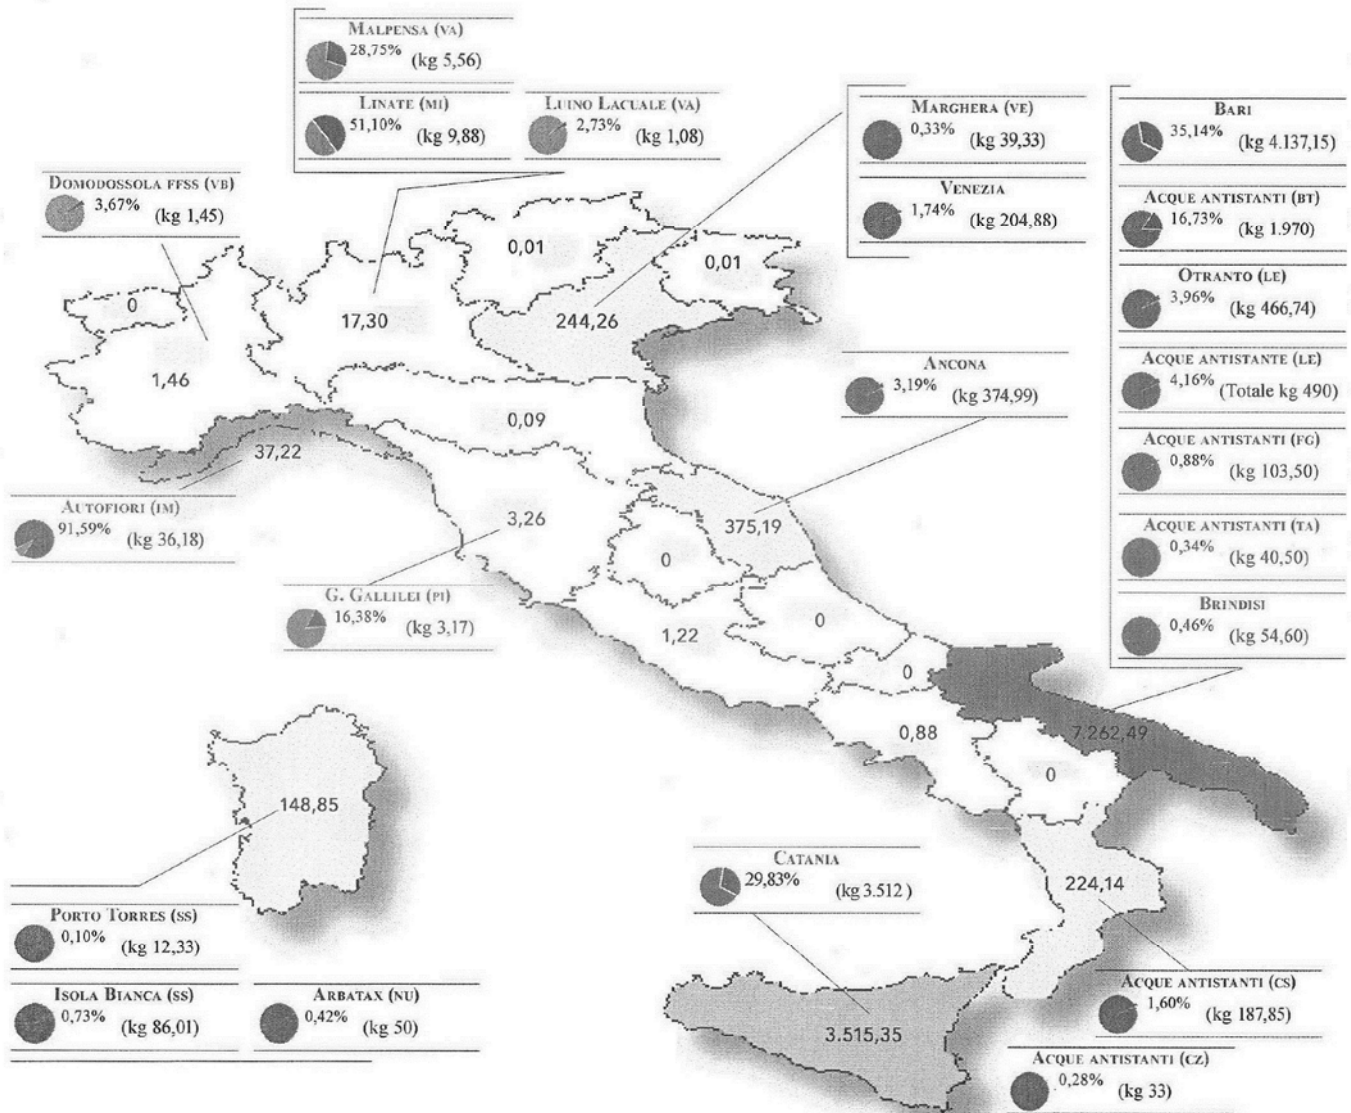 MALPENSA (VA)
28,75% (kg 5,56)
LINATE (MI)
51,10% (kg 9,88)
LUINO LACUALE (VA)
2,73% (kg 1,08)
MARGHERA (VE)
0,33% (kg 39,33)
VENEZIA
1,74% (kg 204,88)
BARI
35,14% (kg 4.137,15)
ACQUE ANTISTANTI (BT)
16,73% (kg 1.970)
OTRANTO (LE)
3,96% (kg 466,74)
ACQUE ANTISTANTE (LE)
4,16% (Totale kg 490)
ACQUE ANTISTANTI (FG)
0,88% (kg 103,50)
ACQUE ANTISTANTI (TA)
0,34% (kg 40,50)
BRINDISI
0,46% (kg 54,60)
DOMODOSSOLA FFSS (VB)
3,67% (kg 1,45)
0,01
0,01
0
17,30
244,26
1,46
ANCONA
3,19% (kg 374,99)
0,09
37,22
AUTOFIORI (IM)
91,59% (kg 36,18)
3,26
375,19
0
G. GALLILEI (PI)
16,38% (kg 3,17)
1,22
0
0
0,88
7.262,49
0
148,85
CATANIA
29,83% (kg 3.512)
224,14
PORTO TORRES (SS)
0,10% (kg 12,33)
ISOLA BIANCA (SS)
0,73% (kg 86,01)
ARBATAX (NU)
0,42% (kg 50)
3.515,35
ACQUE ANTISTANTI (CS)
1,60% (kg 187,85)
ACQUE ANTISTANTI (CZ)
0,28% (kg 33)